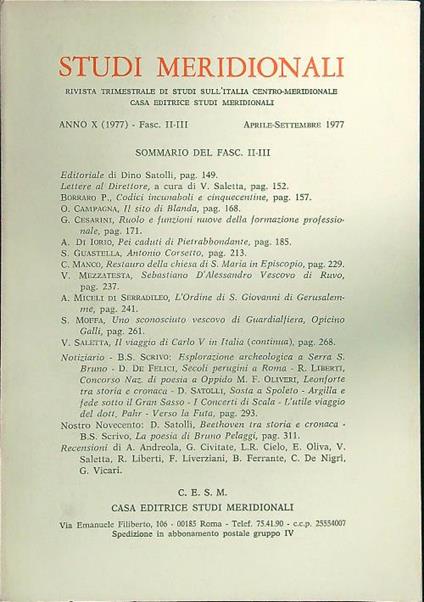 STUDI MERIDIONALI
RIVISTA TRIMESTRALE DI STUDI SULL'ITALIA CENTRO-MERIDIONALE
CASA EDITRICE STUDI MERIDIONALI
ANNO X (1977) - Fasc. II-III APRILE-SETTEMBRE 1977
SOMMARIO DEL FASC. II-III
Editoriale di Dino Satolli, pag. 149.
Lettere al Direttore, a cura di V. Saletta, pag. 152.
BORRARO P., Codici incunaboli e cinquecentine, pag. 157.
O. CAMPAGNA, Il sito di Blanda, pag. 168.
G. CESARINI, Ruolo e funzioni nuove della formazione professio-
nale, pag. 171.
A. DI IORIO, Pei caduti di Pietrabbondante, pag. 185.
S. GUASTELLA, Antonio Corsetto, pag. 213.
C. MANCO, Restauro della chiesa di S. Maria in Episcopio, pag. 229.
V. MEZZATESTA, Sebastiano D'Alessandro Vescovo di Ruvo,
pag. 237.
A. MICELI DI SERRADILEO, L'Ordine di S. Giovanni di Gerusalem-
me, pag. 241.
S. MOFFA, Uno sconosciuto vescovo di Guardialfiera, Opicino
Galli, pag. 261.
V. SALETTA, Il viaggio di Carlo V in Italia (continua), pag. 268.
Notiziario - B.S. SCRIVO: Esplorazione archeologica a Serra S.
Bruno - D. DE FELICI, Secoli perugini a Roma - R. LIBERTI,
Concorso Naz. di poesia a Oppido M. F. OLIVERI, Leonforte
tra storia e cronaca - D. SATOLLI, Sosta a Spoleto - Argilla e
fede sotto il Gran Sasso - I Concerti di Scala - L'utile viaggio
del dott. Pahr - Verso la Futa, pag. 293.
Nostro Novecento: D. Satolli, Beethoven tra storia e cronaca -
B.S. Scrivo, La poesia di Bruno Pelaggi, pag. 311.
Recensioni di A. Andreola, G. Civitate, L.R. Cielo, E. Oliva, V.
Saletta, R. Liberti, F. Liverziani, B. Ferrante, C. De Nigri,
G. Vicari.
C. E. S. M.
CASA EDITRICE STUDI MERIDIONALI
Via Emanuele Filiberto, 106 - 00185 Roma - Telef. 75.41.90 - c.c.p. 25554007
Spedizione in abbonamento postale gruppo IV